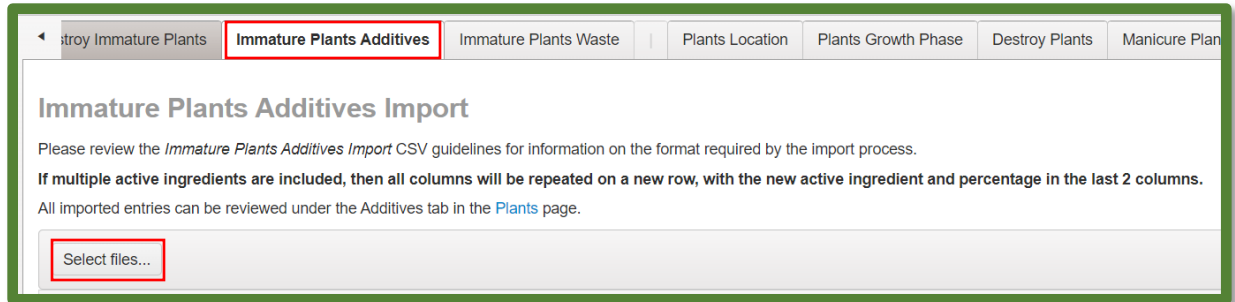 stroy Immature Plants Immature Plants Additives Immature Plants Waste | Plants Location Plants Growth Phase Destroy Plants Manicure Plan
Immature Plants Additives Import
Please review the Immature Plants Additives Import CSV guidelines for information on the format required by the import process.
If multiple active ingredients are included, then all columns will be repeated on a new row, with the new active ingredient and percentage in the last 2 columns.
All imported entries can be reviewed under the Additives tab in the Plants page.
Select files...